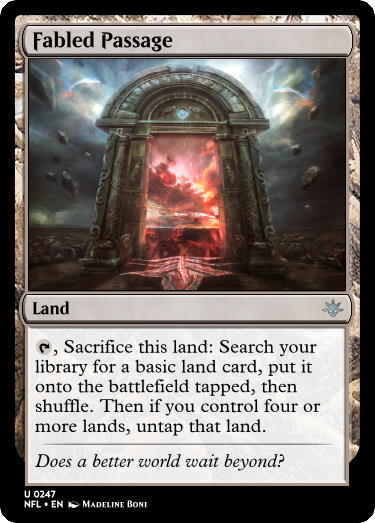 Fabled Passage
Land
, Sacrifice this land: Search your
library for a basic land card, put it
onto the battlefield tapped, then
shuffle. Then if you control four or
more lands, untap that land.
Does a better world wait beyond?
U 0247
NFL • EN Madeline Boni